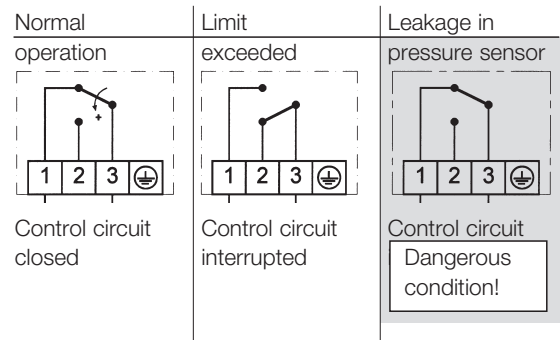 Normal
operation
+
1 2 3
Control circuit
closed
Limit
exceeded
1 2 3
Control circuit
interrupted
Leakage in
pressure sensor
1 2 3
Control circuit
Dangerous
condition!